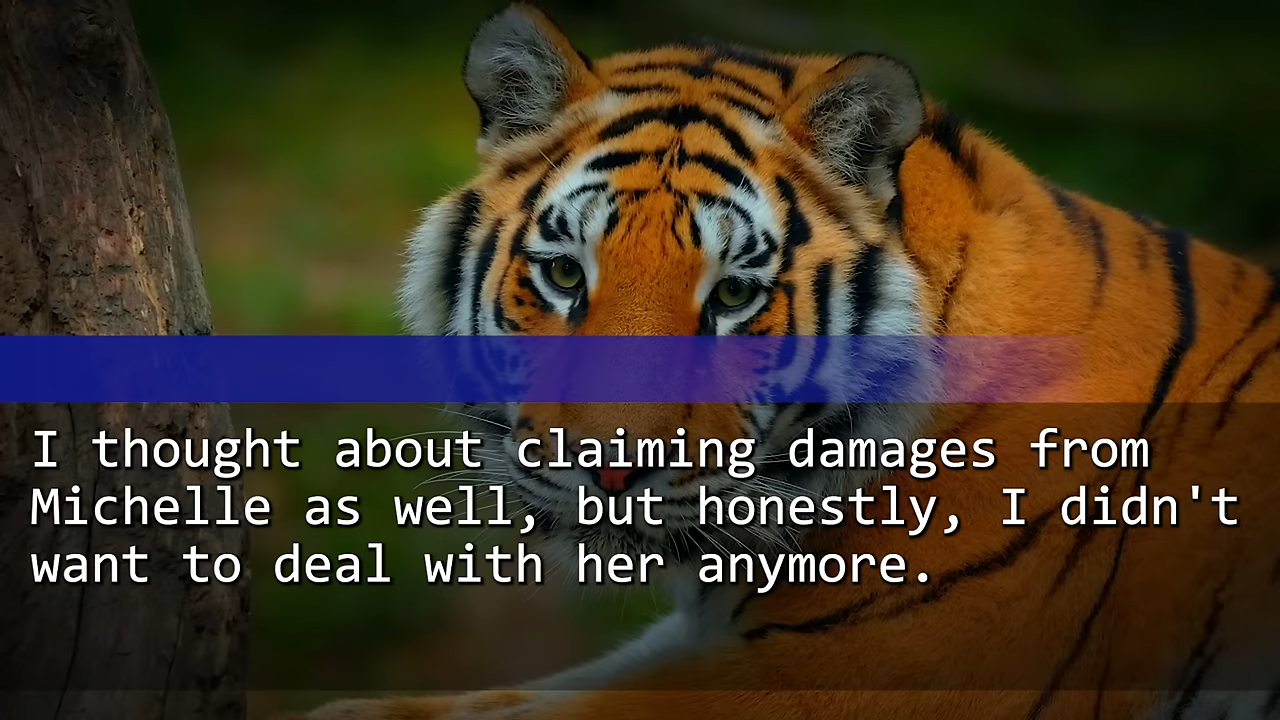 I thought about claiming damages from
Michelle as well, but honestly, I didn't
want to deal with her anymore.